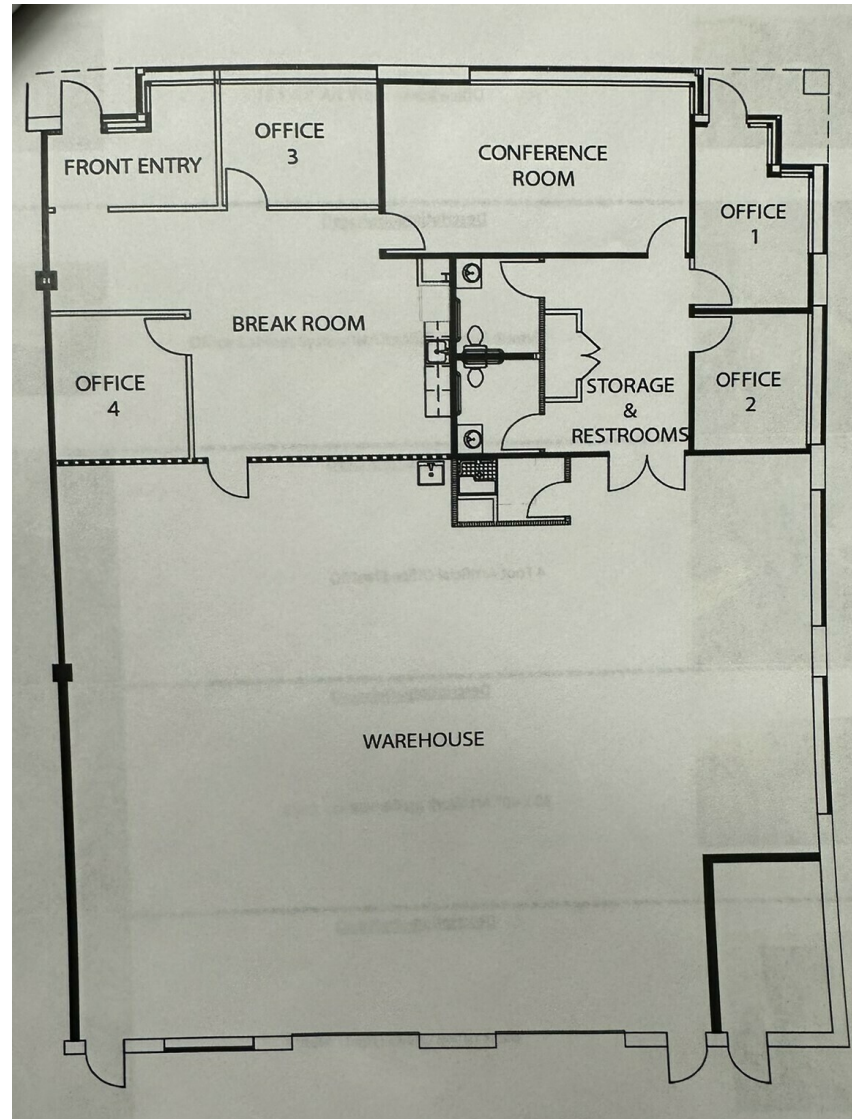 FRONT ENTRY
OFFICE
3
CONFERENCE
ROOM
OFFICE
1
BREAK ROOM
OFFICE
4
STORAGE
&
RESTROOMS
OFFICE
2
WAREHOUSE